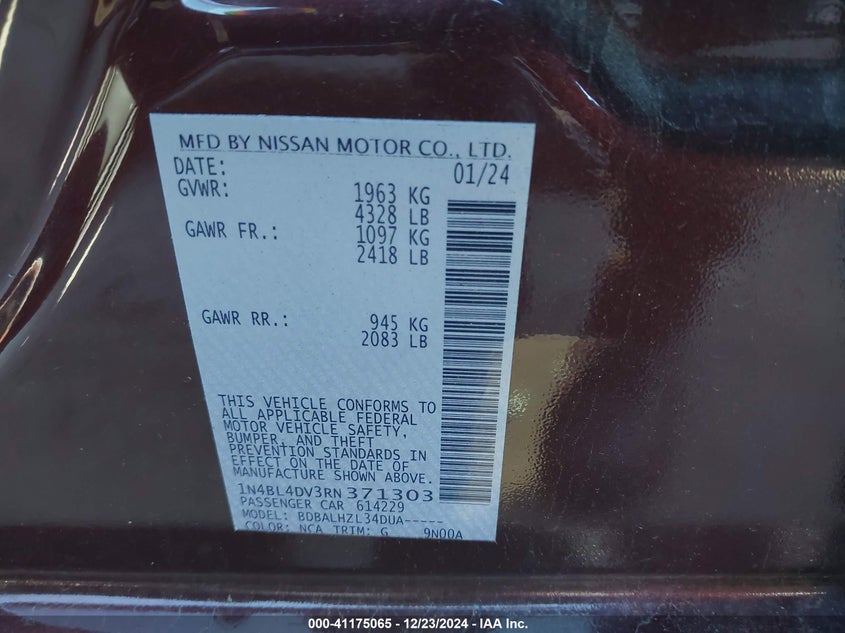 MFD BY NISSAN MOTOR CO., LTD.
DATE: 01/24
GVWR: 1963 KG
4328 LB
GAWR FR.: 1097 KG
2418 LB
GAWR RR.: 945 KG
2083 LB
THIS VEHICLE CONFORMS TO
ALL APPLICABLE FEDERAL
MOTOR VEHICLE SAFETY,
BUMPER, AND THEFT
PREVENTION STANDARDS IN
EFFECT ON THE DATE OF
MANUFACTURE SHOWN ABOVE.
1N4BL4DV3RN371303
PASSENGER CAR 614229
MODEL: BDBALHZL34DUA-----
COLOR: NCA TRIM: G 9N00A
000-41175065 - 12/23/2024 - IAA Inc.